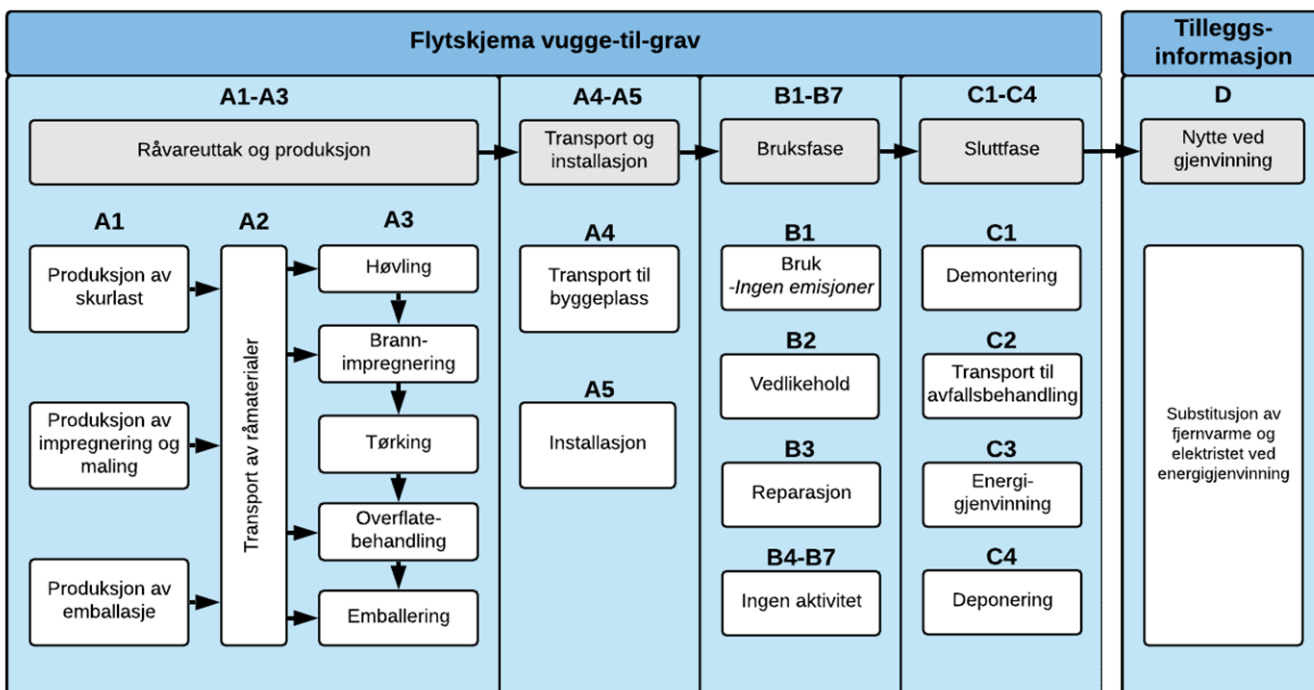 Flytskjema vugge-til-grav
Tilleggs-
informasjon
A1-A3
Råvareuttak og produksjon
A4-A5
Transport og
installasjon
B1-B7
Bruksfase
C1-C4
Sluttfase
D
Nytte ved
gjenvinning
A1
Produksjon av
skurlast
Produksjon av
impregnering og
maling
Produksjon av
emballasje
A2
Transport av råmaterialer
A3
Høvling
Brann-
impregnering
Tørking
Overflate-
behandling
Emballering
A4
Transport til
byggeplass
A5
Installasjon
B1
Bruk
-Ingen emisjoner
B2
Vedlikehold
B3
Reparasjon
B4-B7
Ingen aktivitet
C1
Demontering
C2
Transport til
avfallsbehandling
C3
Energi-
gjenvinning
C4
Deponering
Substitusjon av
fjernvarme og
elektristet ved
energigjenvinning